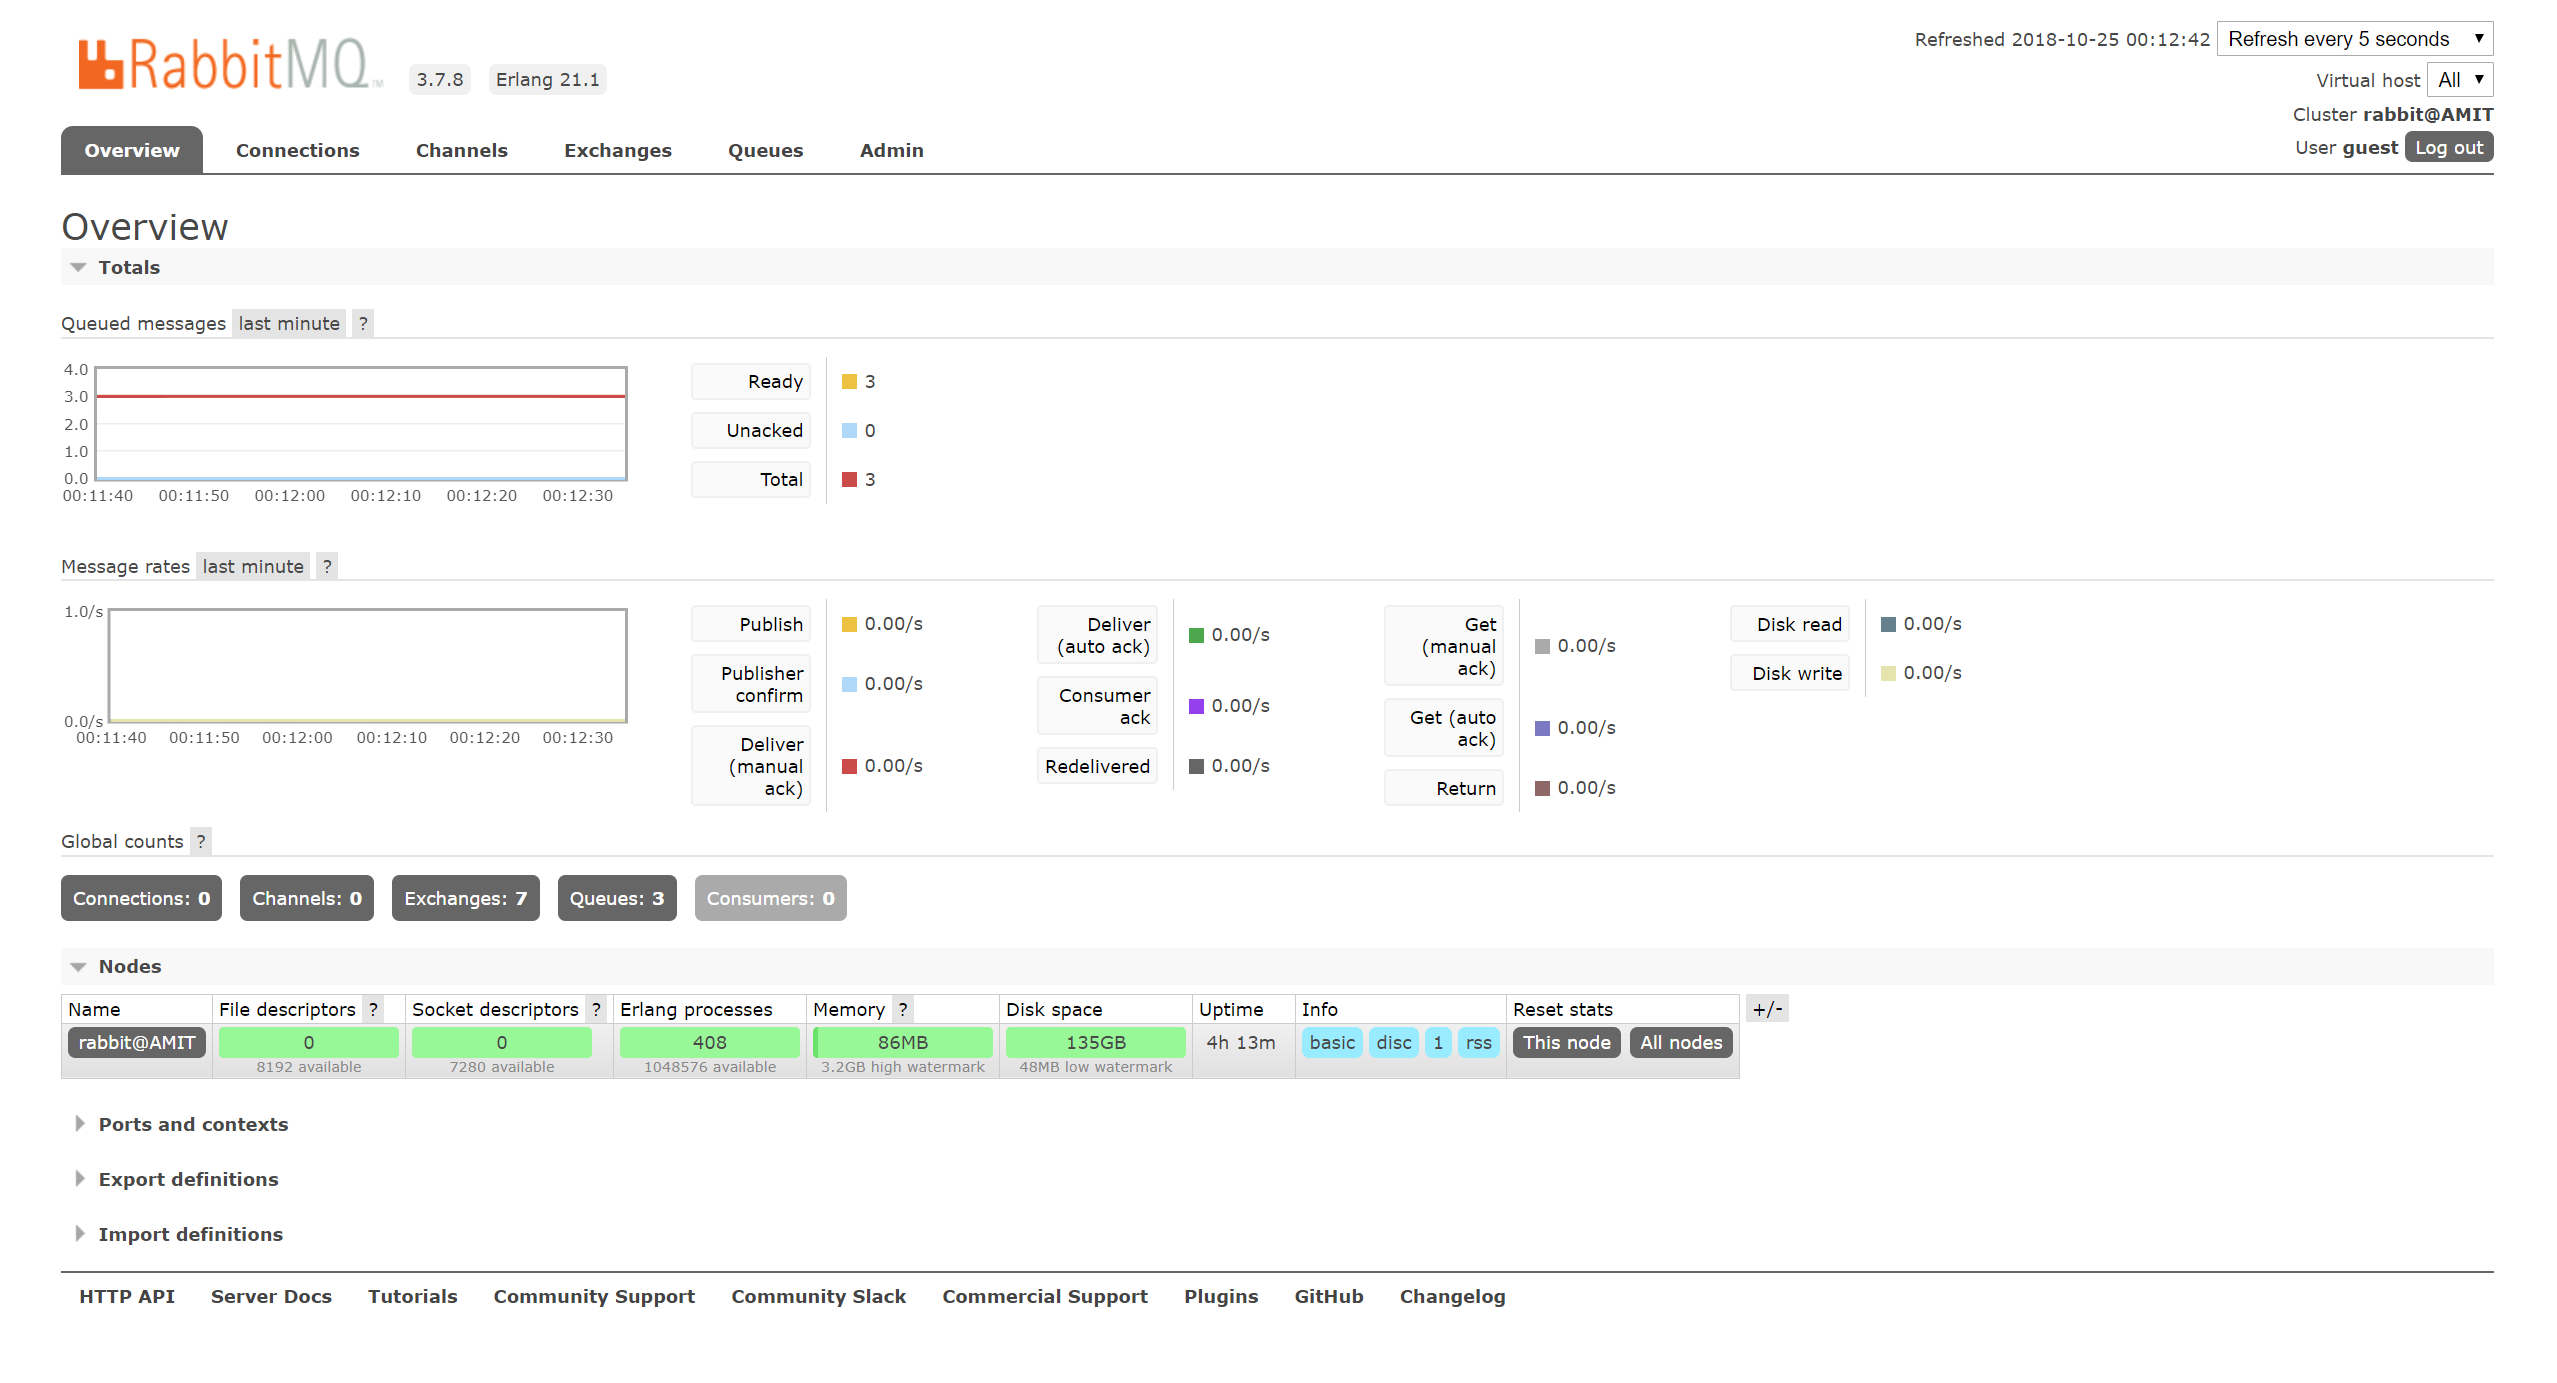 RabbitMQ™ 3.7.8 Erlang 21.1
Refreshed 2018-10-25 00:12:42 Refresh every 5 seconds
Virtual host All
Cluster rabbit@AMIT
User guest Log out
Overview Connections Channels Exchanges Queues Admin
Overview
Totals
Queued messages last minute ?
4.0
3.0
2.0
1.0
0.0
00:11:40 00:11:50 00:12:00 00:12:10 00:12:20 00:12:30
Ready 3
Unacked 0
Total 3
Message rates last minute ?
1.0/s
0.0/s
00:11:40 00:11:50 00:12:00 00:12:10 00:12:20 00:12:30
Publish 0.00/s
Publisher
confirm 0.00/s
Deliver
(manual 0.00/s
ack)
Deliver
(auto ack) 0.00/s
Consumer
ack 0.00/s
Redelivered 0.00/s
Get
(manual 0.00/s
ack)
Get (auto
ack) 0.00/s
Return 0.00/s
Disk read 0.00/s
Disk write 0.00/s
Global counts ?
Connections: 0 Channels: 0 Exchanges: 7 Queues: 3 Consumers: 0
Nodes
Name File descriptors ? Socket descriptors ? Erlang processes Memory ? Disk space Uptime Info Reset stats +/-
rabbit@AMIT 0 0 408 86MB 135GB 4h 13m basic disc 1 rss This node All nodes
8192 available 7280 available 1048576 available 3.2GB high watermark 48MB low watermark
Ports and contexts
Export definitions
Import definitions
HTTP API Server Docs Tutorials Community Support Community Slack Commercial Support Plugins GitHub Changelog